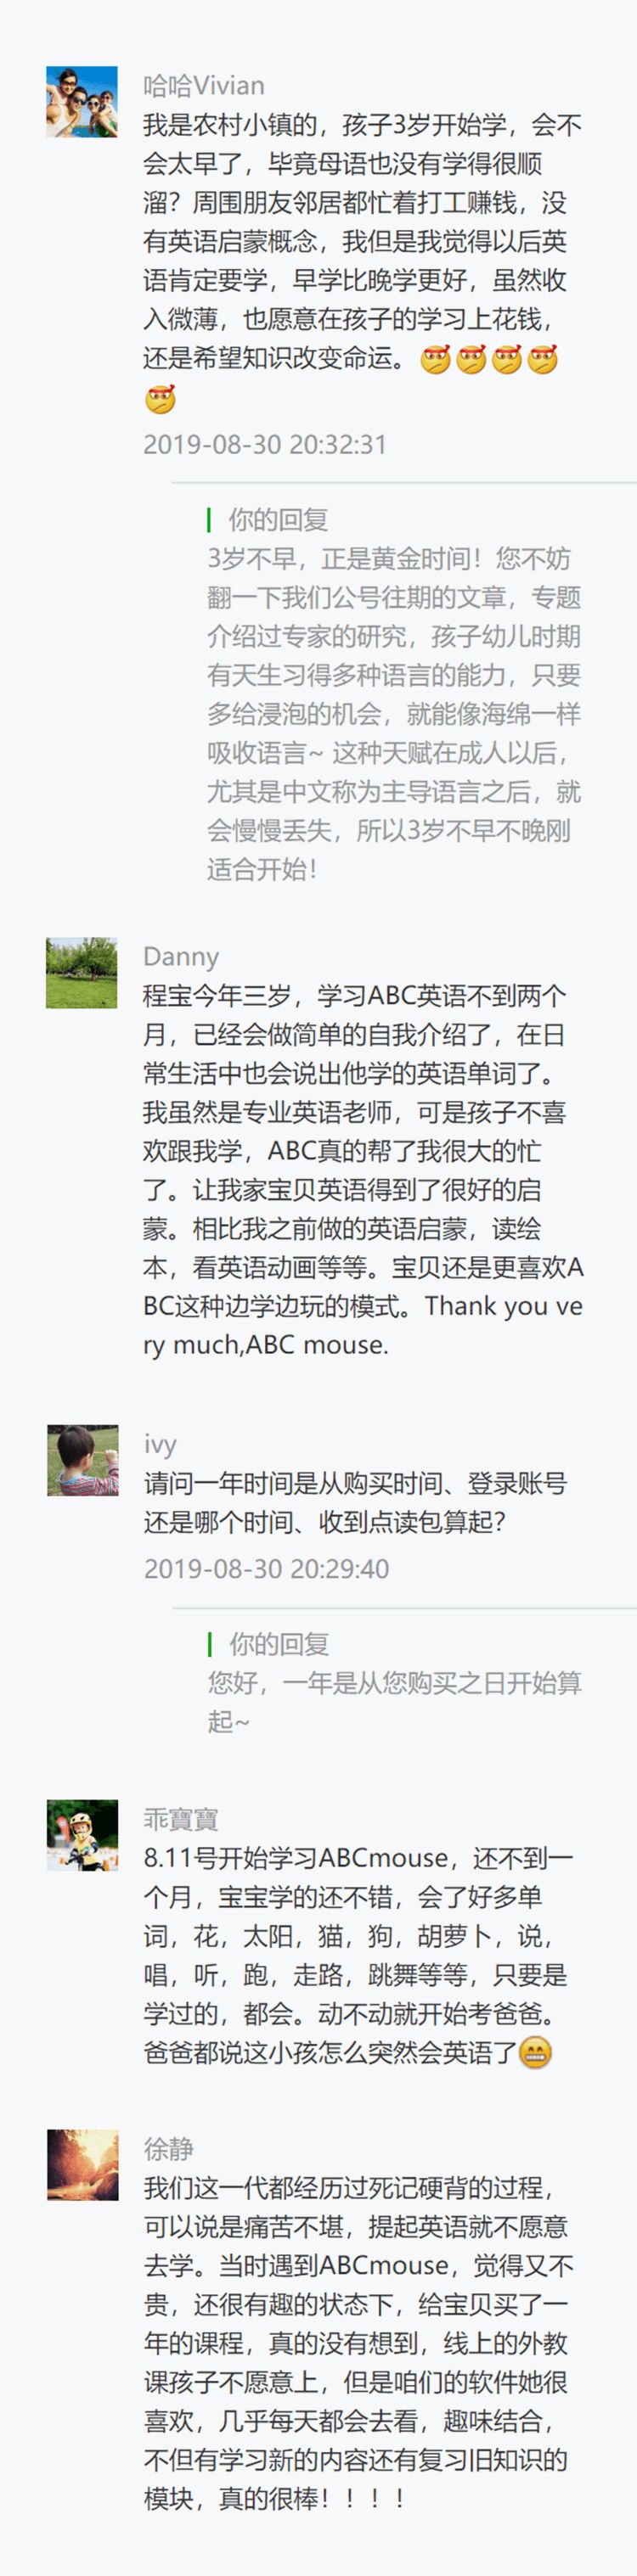 哈哈Vivian
我是农村小镇的，孩子3岁开始学，会不
会太早了，毕竟母语也没有学得很顺
溜？周围朋友邻居都忙着打工赚钱，没
有英语启蒙概念，我但是我觉得以后英
语肯定要学，早学比晚学更好，虽然收
入微薄，也愿意在孩子的学习上花钱，
还是希望知识改变命运。
2019-08-30 20:32:31
你的回复
3岁不早，正是黄金时间！您不妨
翻一下我们公号往期的文章，专题
介绍过专家的研究，孩子幼儿时期
有天生习得多种语言的能力，只要
多给浸泡的机会，就能像海绵一样
吸收语言~ 这种天赋在成人以后，
尤其是中文称为主导语言之后，就
会慢慢丢失，所以3岁不早不晚刚
适合开始！
Danny
程宝今年三岁，学习ABC英语不到两个
月，已经会做简单的自我介绍了，在日
常生活中也会说出他学的英语单词了。
我虽然是专业英语老师，可是孩子不喜
欢跟我学，ABC真的帮了我很大的忙
了。让我家宝贝英语得到了很好的启
蒙。相比我之前做的英语启蒙，读绘
本，看英语动画等等。宝贝还是更喜欢A
BC这种边学边玩的模式。Thank you ve
ry much,ABC mouse.
ivy
请问一年时间是从购买时间、登录账号
还是哪个时间、收到点读包算起？
2019-08-30 20:29:40
你的回复
您好，一年是从您购买之日开始算
起~
乖寶寶
8.11号开始学习ABCmouse，还不到一
个月，宝宝学的还不错，会了好多单
词，花，太阳，猫，狗，胡萝卜，说，
唱，听，跑，走路，跳舞等等，只要是
学过的，都会。动不动就开始考爸爸。
爸爸都说这小孩怎么突然会英语了
徐静
我们这一代都经历过死记硬背的过程，
可以说是痛苦不堪，提起英语就不愿意
去学。当时遇到ABCmouse，觉得又不
贵，还很有趣的状态下，给宝贝买了一
年的课程，真的没有想到，线上的外教
课孩子不愿意上，但是咱们的软件她很
喜欢，几乎每天都会去看，趣味结合，
不但有学习新的内容还有复习旧知识的
模块，真的很棒！！！！